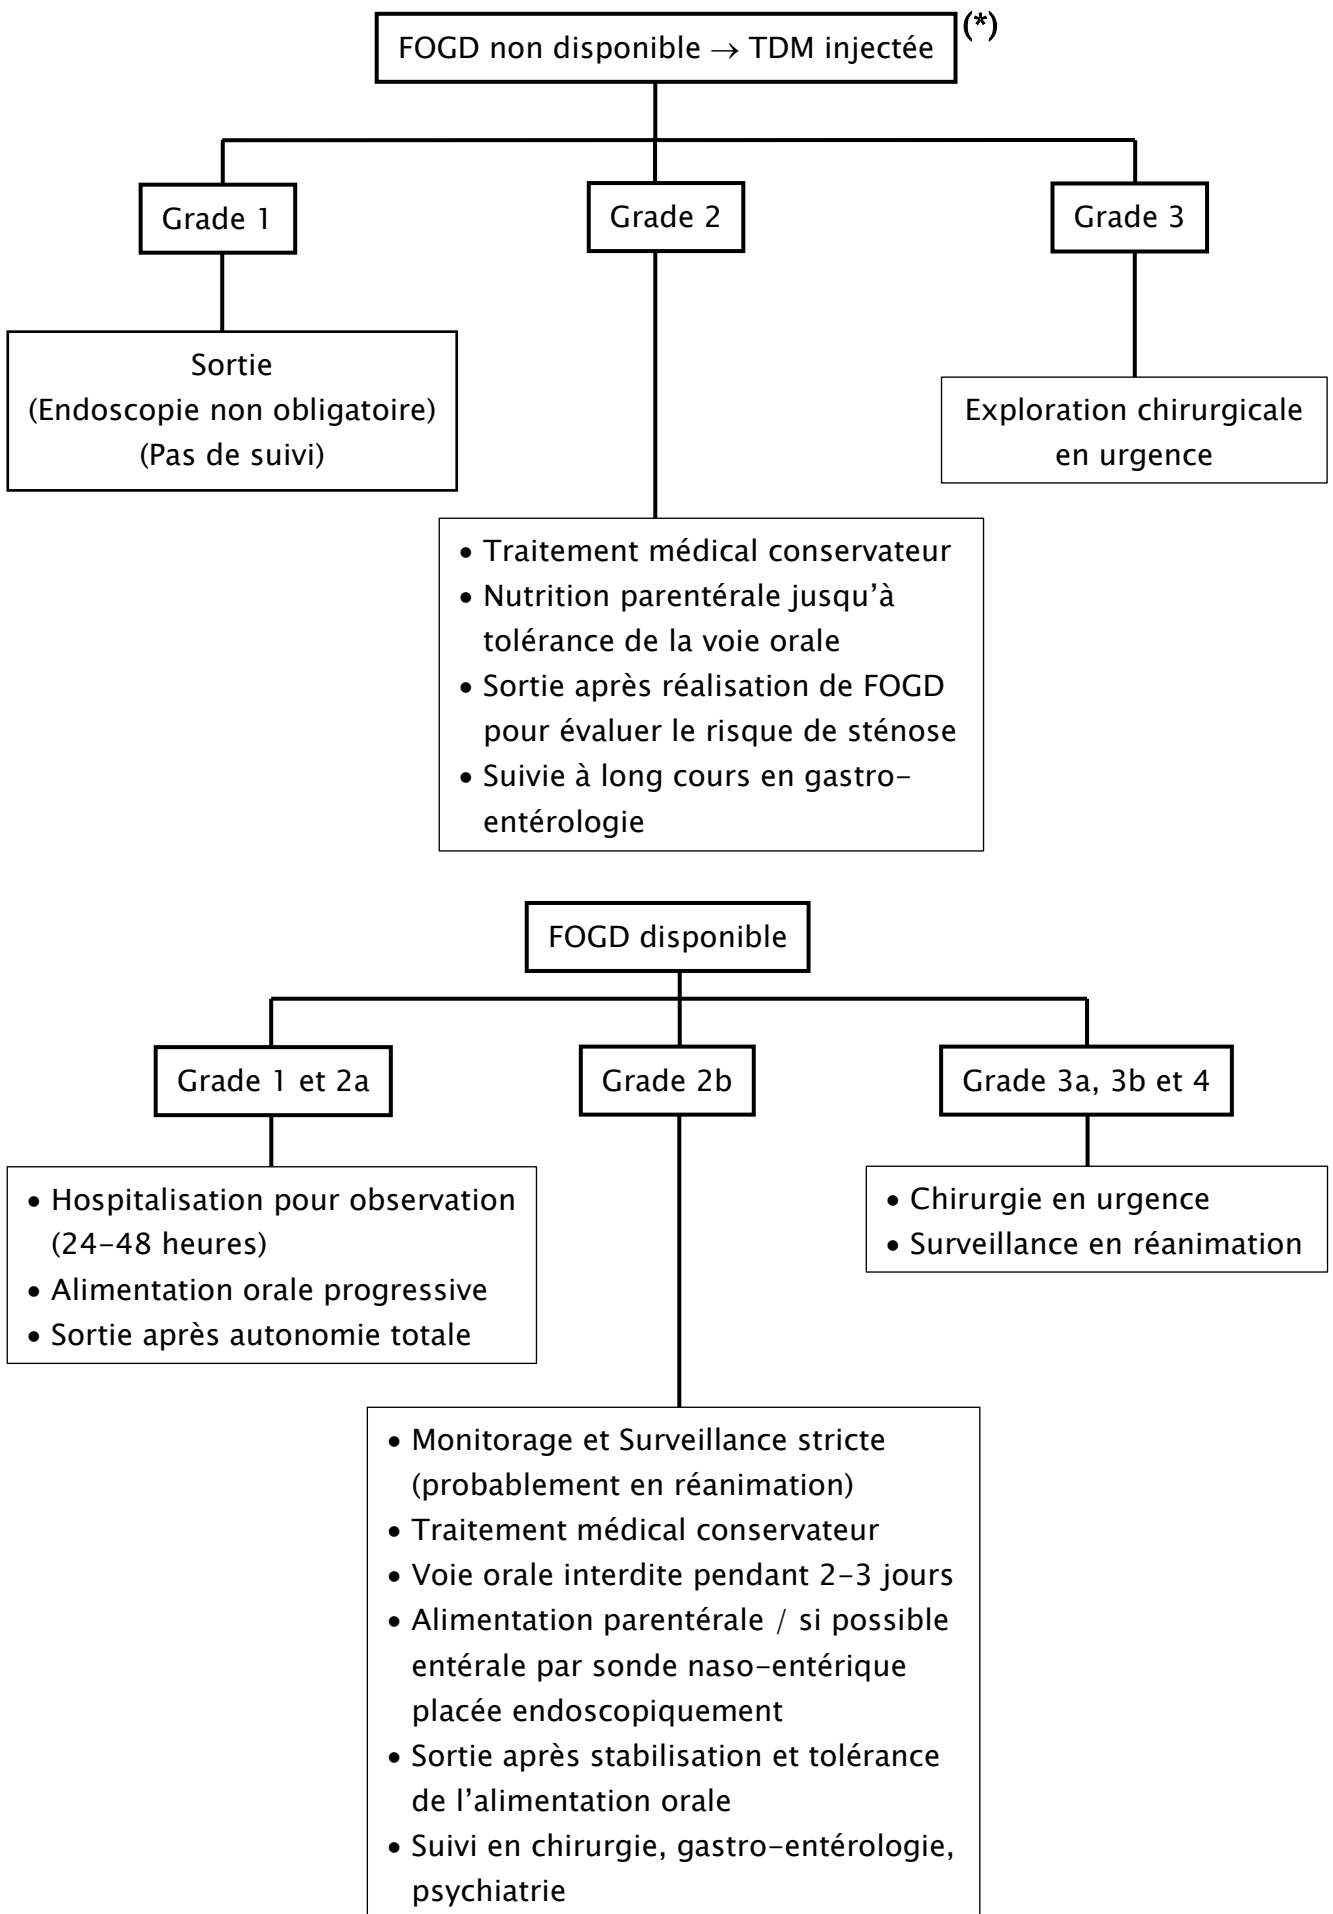 FOGD non disponible → TDM injectée (*)
Grade 1
Grade 2
Grade 3
Sortie
(Endoscopie non obligatoire)
(Pas de suivi)
Exploration chirurgicale
en urgence
• Traitement médical conservateur
• Nutrition parentérale jusqu’à
tolérance de la voie orale
• Sortie après réalisation de FOGD
pour évaluer le risque de sténose
• Suivie à long cours en gastro-
entérologie
FOGD disponible
Grade 1 et 2a
Grade 2b
Grade 3a, 3b et 4
• Hospitalisation pour observation
(24-48 heures)
• Alimentation orale progressive
• Sortie après autonomie totale
• Chirurgie en urgence
• Surveillance en réanimation
• Monitorage et Surveillance stricte
(probablement en réanimation)
• Traitement médical conservateur
• Voie orale interdite pendant 2-3 jours
• Alimentation parentérale / si possible
entérale par sonde naso-entérique
placée endoscopiquement
• Sortie après stabilisation et tolérance
de l’alimentation orale
• Suivi en chirurgie, gastro-entérologie,
psychiatrie